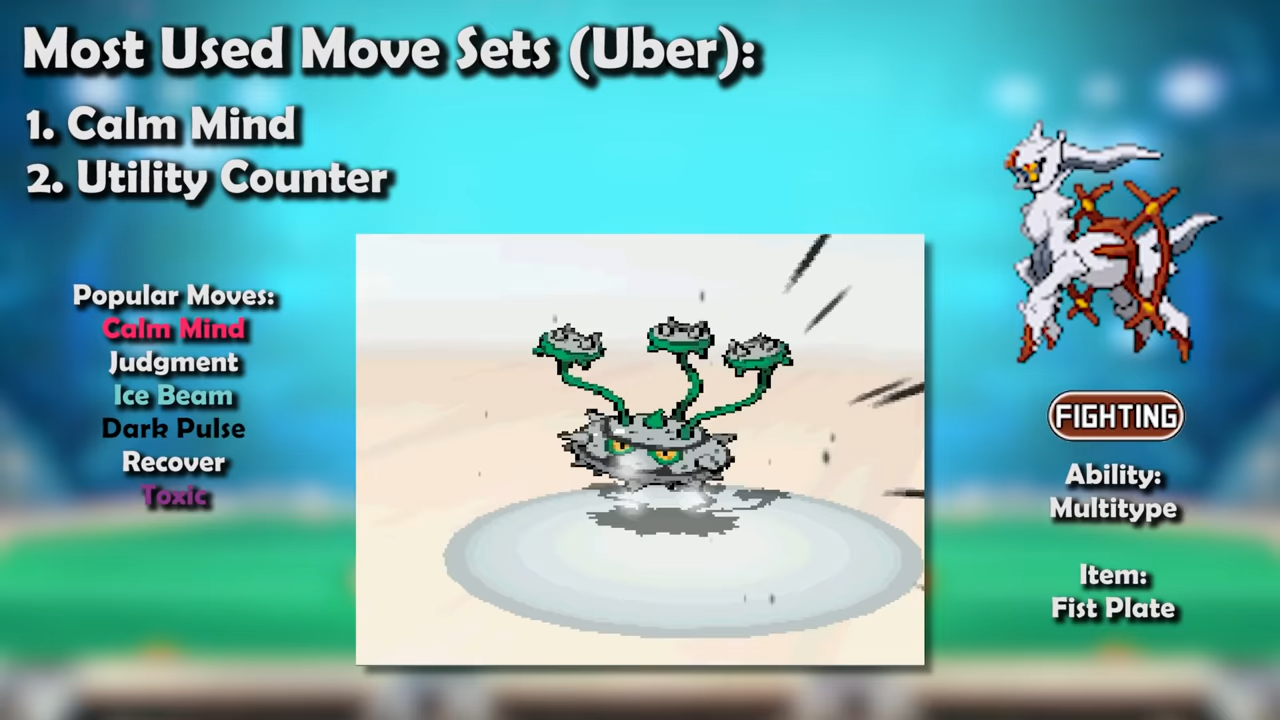 Most Used Move Sets (Uber):
1. Calm Mind
2. Utility Counter
Popular Moves:
Calm Mind
Judgment
Ice Beam
Dark Pulse
Recover
Toxic
FIGHTING
Ability:
Multitype
Item:
Fist Plate